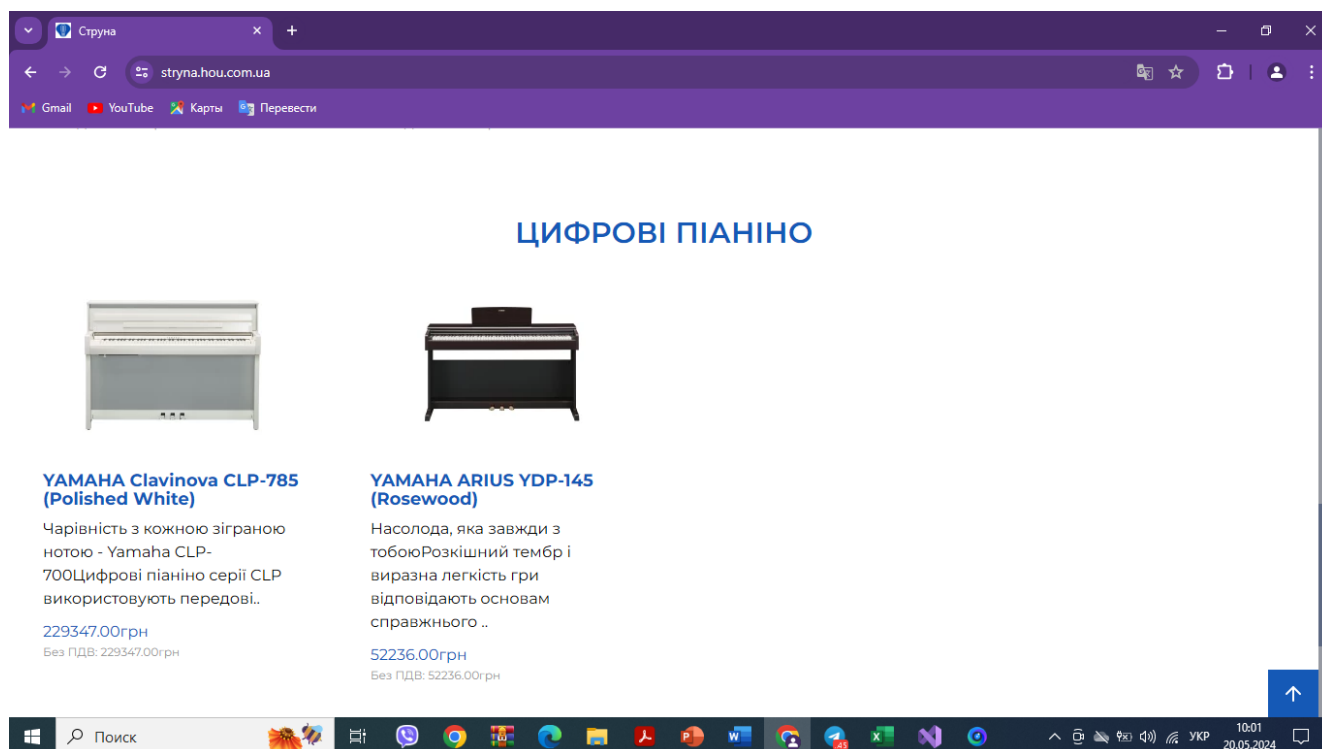 Струна
stryna.hou.com.ua
Gmail YouTube Карты Перевести
ЦИФРОВІ ПІАНІНО
YAMAHA Clavinova CLP-785
(Polished White)
Чарівність з кожною зіграною
нотою - Yamaha CLP-
700Цифрові піаніно серії CLP
використовують передові..
229347.00грн
Без ПДВ: 229347.00грн
YAMAHA ARIUS YDP-145
(Rosewood)
Насолода, яка завжди з
тобоюРозкішний тембр і
виразна легкість гри
відповідають основам
справжнього ..
52236.00грн
Без ПДВ: 52236.00грн
Поиск
УКР
10:01
20.05.2024